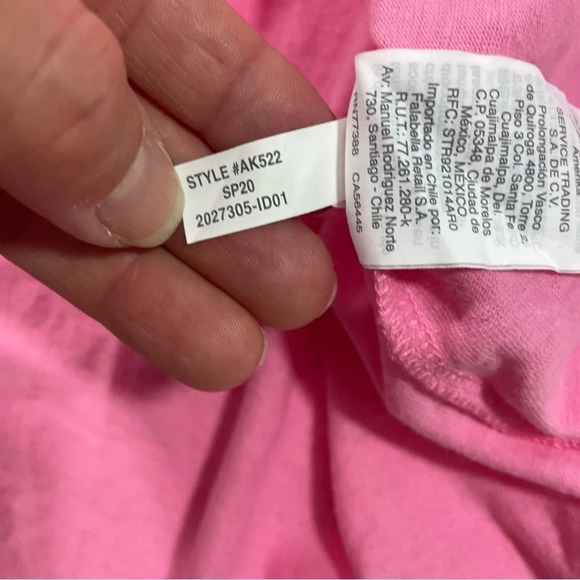 STYLE #AK522
SP20
2027305-ID01
SERVICE TRADING
S.A. DE C.V.
Prolongación Vasco
de Quiroga 4800, Torre 2,
Piso 3 Col. Santa Fe
Cuajimalpa, Del.
Cuajimalpa de Morelos
C.P. 05348, Ciudad de
México, MEXICO
RFC: STR921014AR0
Importado en Chile por:
Falabella Retail S.A.
R.U.T.: 77.261.280-k
Av: Manuel Rodriguez Norte
730, Santiago - Chile
RN77388 CA56445